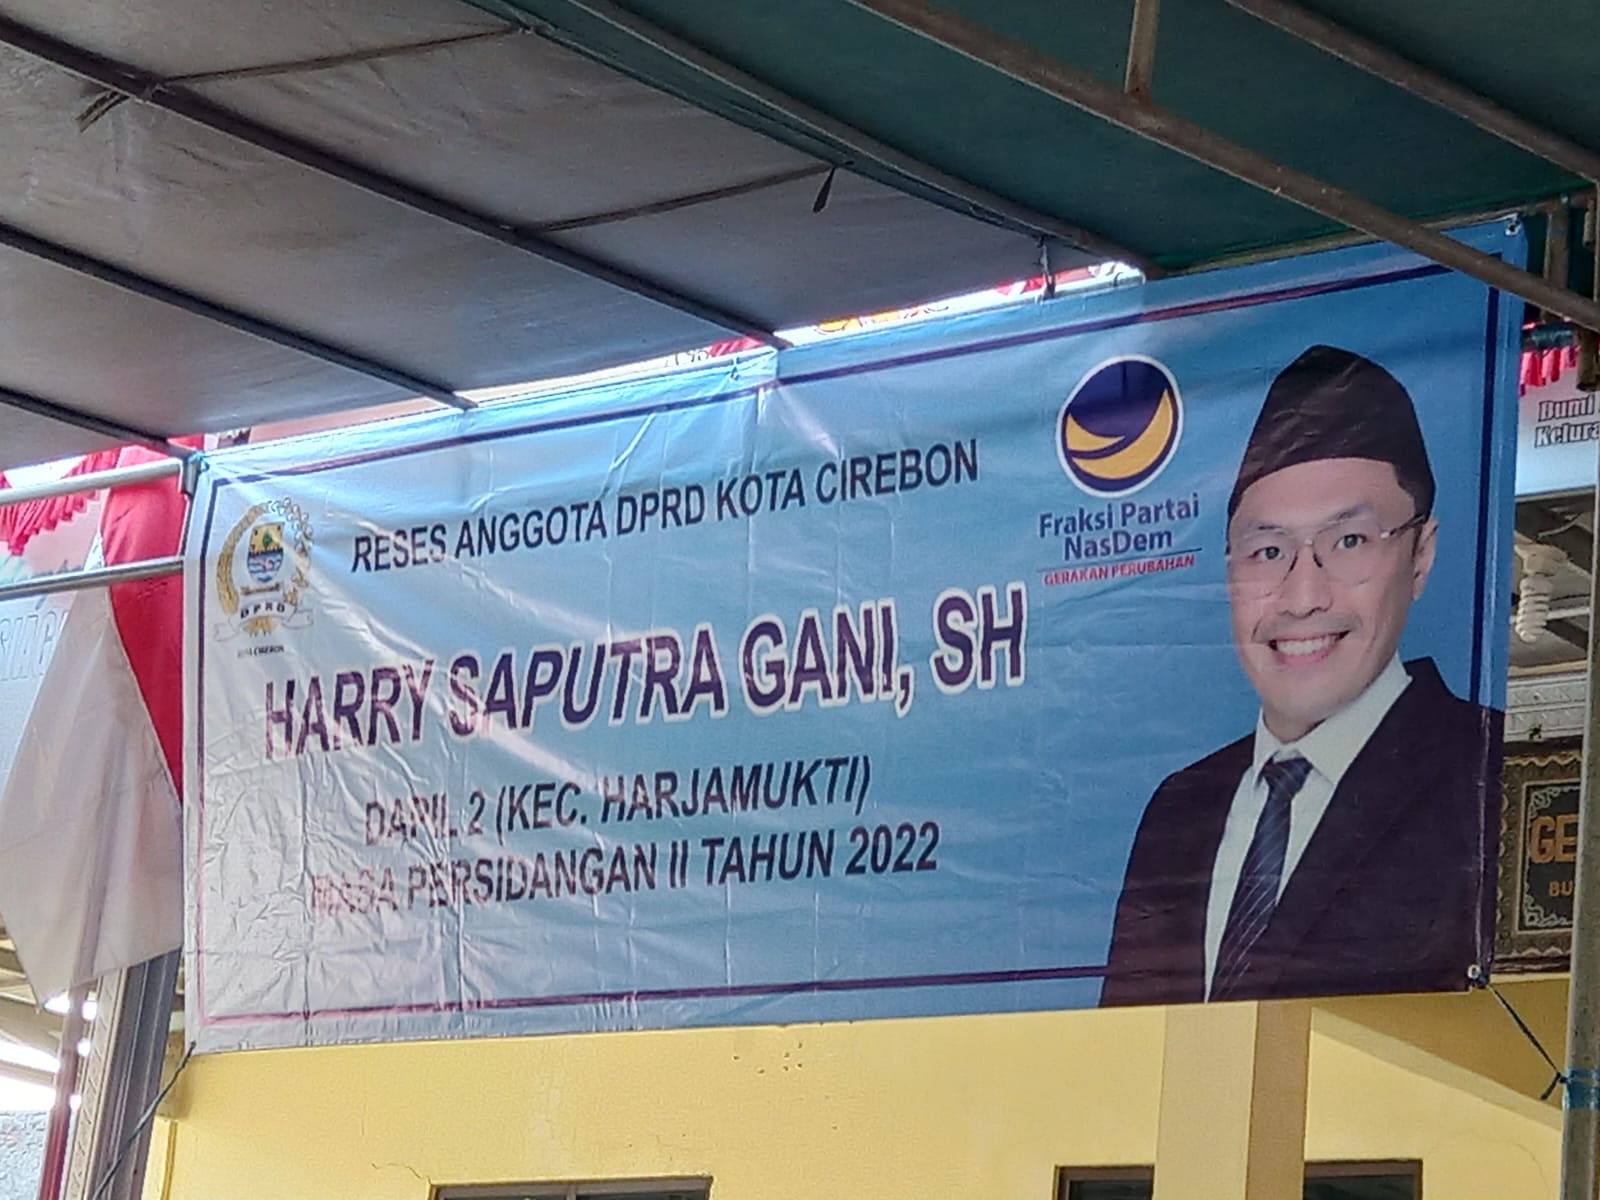 RESES ANGGOTA DPRD KOTA CIREBON
HARRY SAPUTRA GANI, SH
DAPIL 2 (KEC. HARJAMUKTI)
MASA PERSIDANGAN II TAHUN 2022
DPRD
KOTA CIREBON
Fraksi Partai
NasDem
GERAKAN PERUBAHAN
Bumi